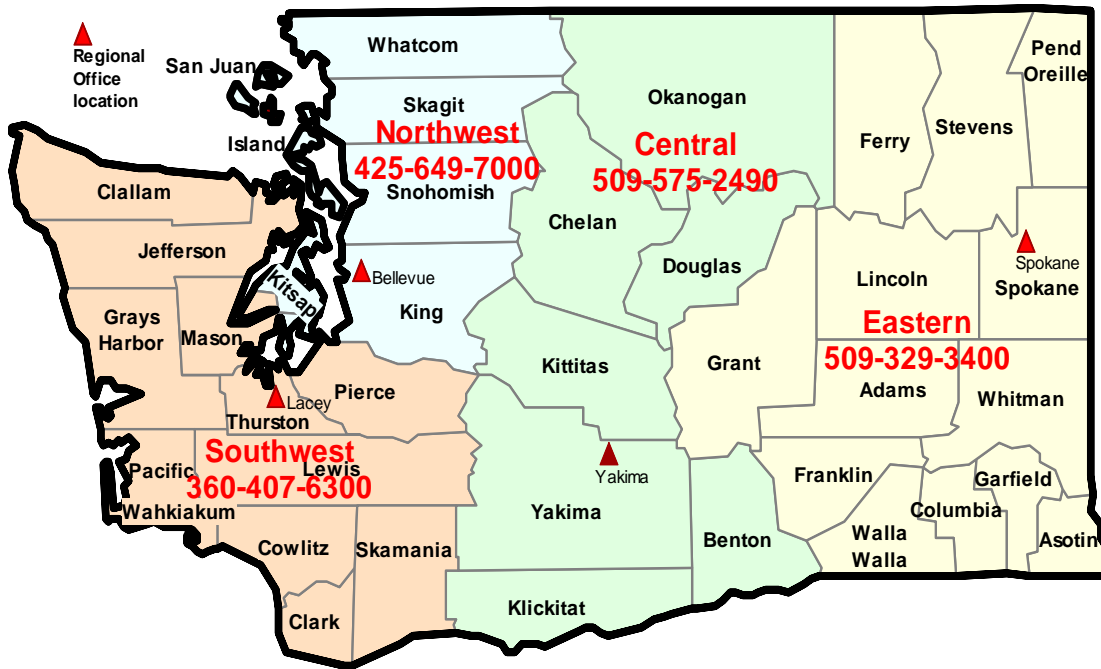 Regional
Office
location
San Juan
Whatcom
Skagit
Island
Northwest
425-649-7000
Snohomish
Okanogan
Central
509-575-2490
Ferry
Stevens
Pend
Oreille
Clallam
Jefferson
Chelan
Douglas
Kitsap
Bellevue
King
Lincoln
Spokane
Spokane
Grays
Harbor
Mason
Eastern
509-329-3400
Kittitas
Grant
Pierce
Adams
Whitman
Lacey
Thurston
Southwest
Lewis
360-407-6300
Pacific
Wahkiakum
Yakima
Yakima
Franklin
Garfield
Columbia
Walla
Walla
Asotin
Benton
Cowlitz
Skamania
Klickitat
Clark